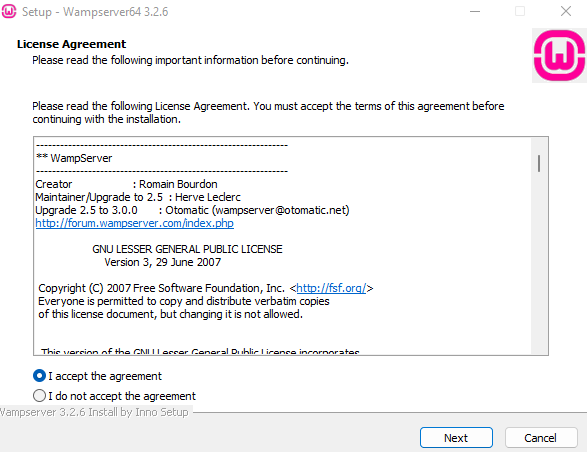 Setup - Wampserver64 3.2.6
License Agreement
Please read the following important information before continuing.
Please read the following License Agreement. You must accept the terms of this agreement before
continuing with the installation.
------------------------------------------------------------
** WampServer
------------------------------------------------------------
Creator : Romain Bourdon
Maintainer/Upgrade to 2.5 : Herve Leclerc
Upgrade 2.5 to 3.0.0 : Otomatic (wampserver@otomatic.net)
http://forum.wampserver.com/index.php
GNU LESSER GENERAL PUBLIC LICENSE
Version 3, 29 June 2007
Copyright (C) 2007 Free Software Foundation, Inc. <http://fsf.org/>
Everyone is permitted to copy and distribute verbatim copies
of this license document, but changing it is not allowed.
This version of the GNU Lesser General Public License incorporates
I accept the agreement
I do not accept the agreement
Wampserver 3.2.6 Install by Inno Setup
Next Cancel